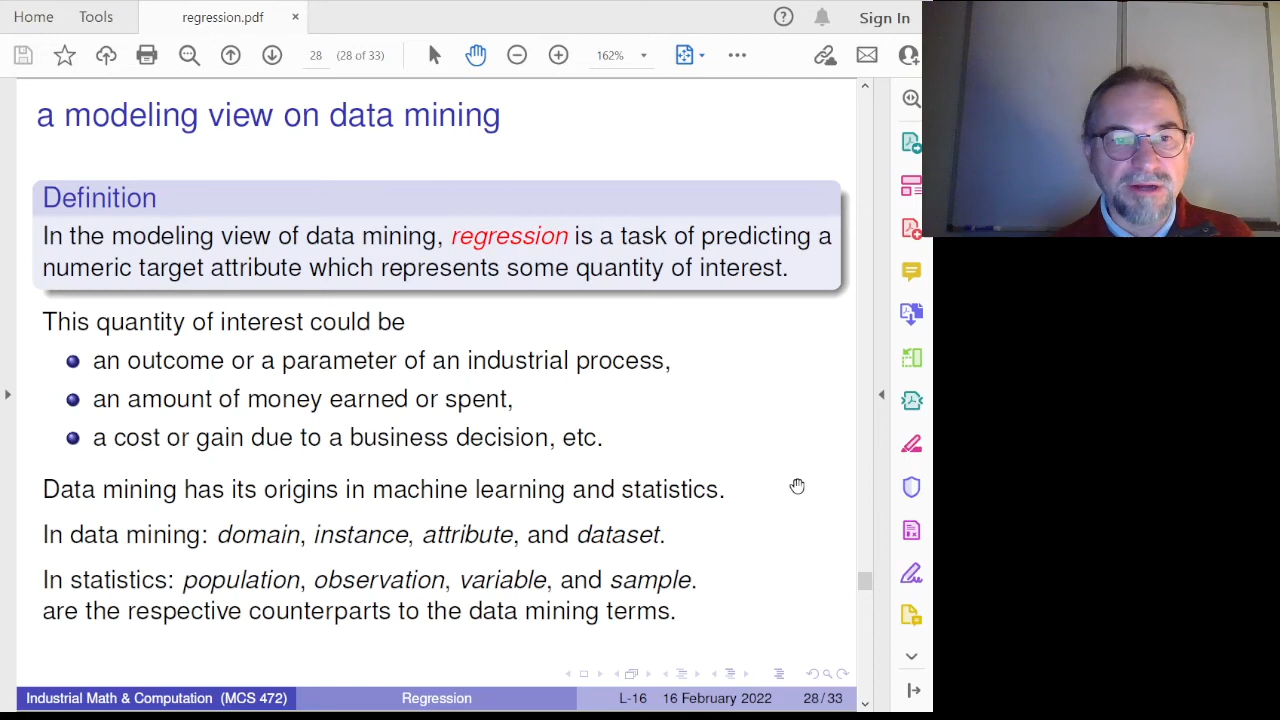 Home Tools regression.pdf × Sign In
28 (28 of 33) 162%
a modeling view on data mining
Definition
In the modeling view of data mining, regression is a task of predicting a
numeric target attribute which represents some quantity of interest.
This quantity of interest could be
an outcome or a parameter of an industrial process,
an amount of money earned or spent,
a cost or gain due to a business decision, etc.
Data mining has its origins in machine learning and statistics.
In data mining: domain, instance, attribute, and dataset.
In statistics: population, observation, variable, and sample.
are the respective counterparts to the data mining terms.
Industrial Math & Computation (MCS 472) Regression L-16 16 February 2022 28/33